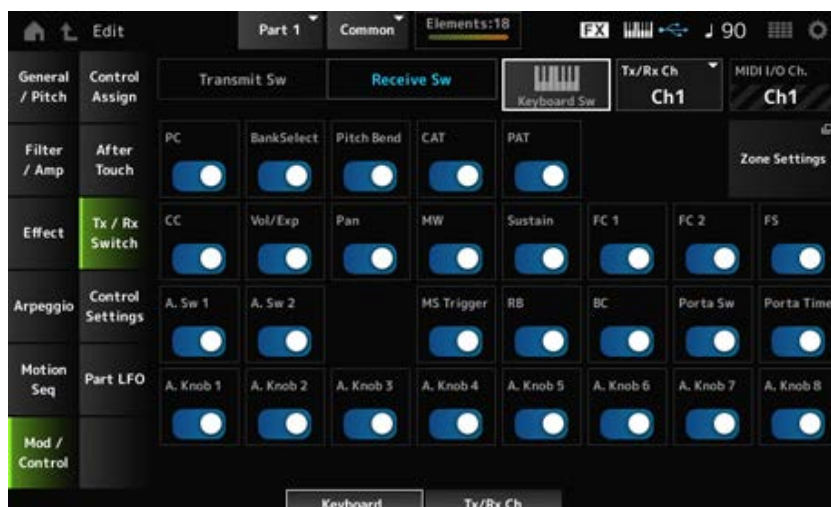 Edit Part 1 Common Elements:18 FX 90
General / Pitch
Control Assign
Transmit Sw Receive Sw Keyboard Sw
Tx/Rx Ch
Ch1
MIDI I/O Ch.
Ch1
Filter / Amp
After Touch
PC BankSelect Pitch Bend CAT PAT
Zone Settings
Effect
Tx / Rx Switch
CC Vol/Exp Pan MW Sustain FC 1 FC 2 FS
Arpeggio
Control Settings
A. Sw 1 A. Sw 2 MS Trigger RB BC Porta Sw Porta Time
Motion Seq
Part LFO
A. Knob 1 A. Knob 2 A. Knob 3 A. Knob 4 A. Knob 5 A. Knob 6 A. Knob 7 A. Knob 8
Mod / Control
Keyboard Tx/Rx Ch